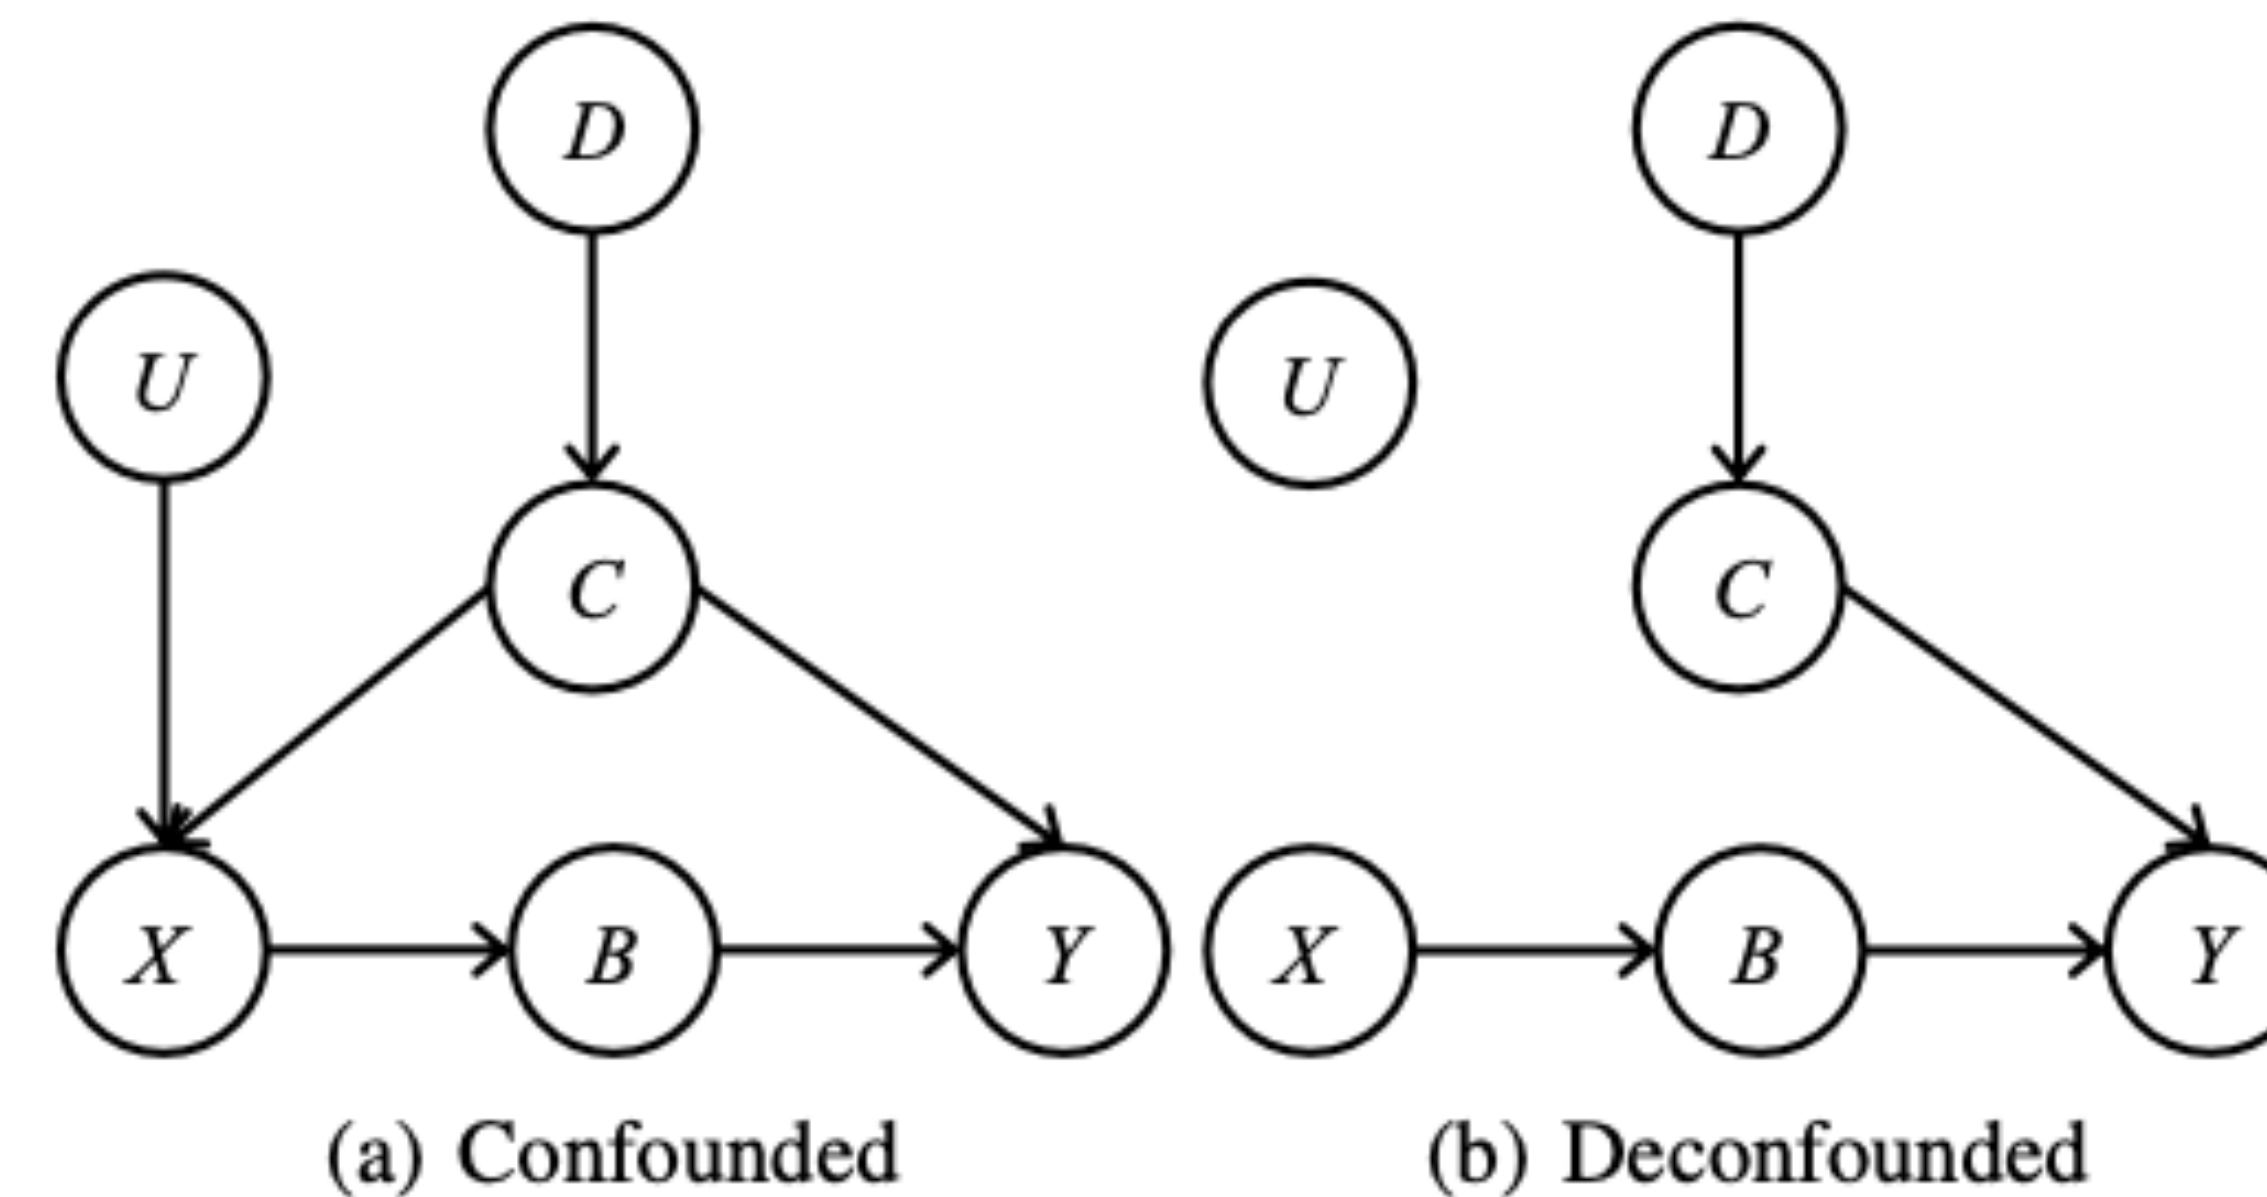 D D
U U
C C
X B Y X B Y
(a) Confounded (b) Deconfounded